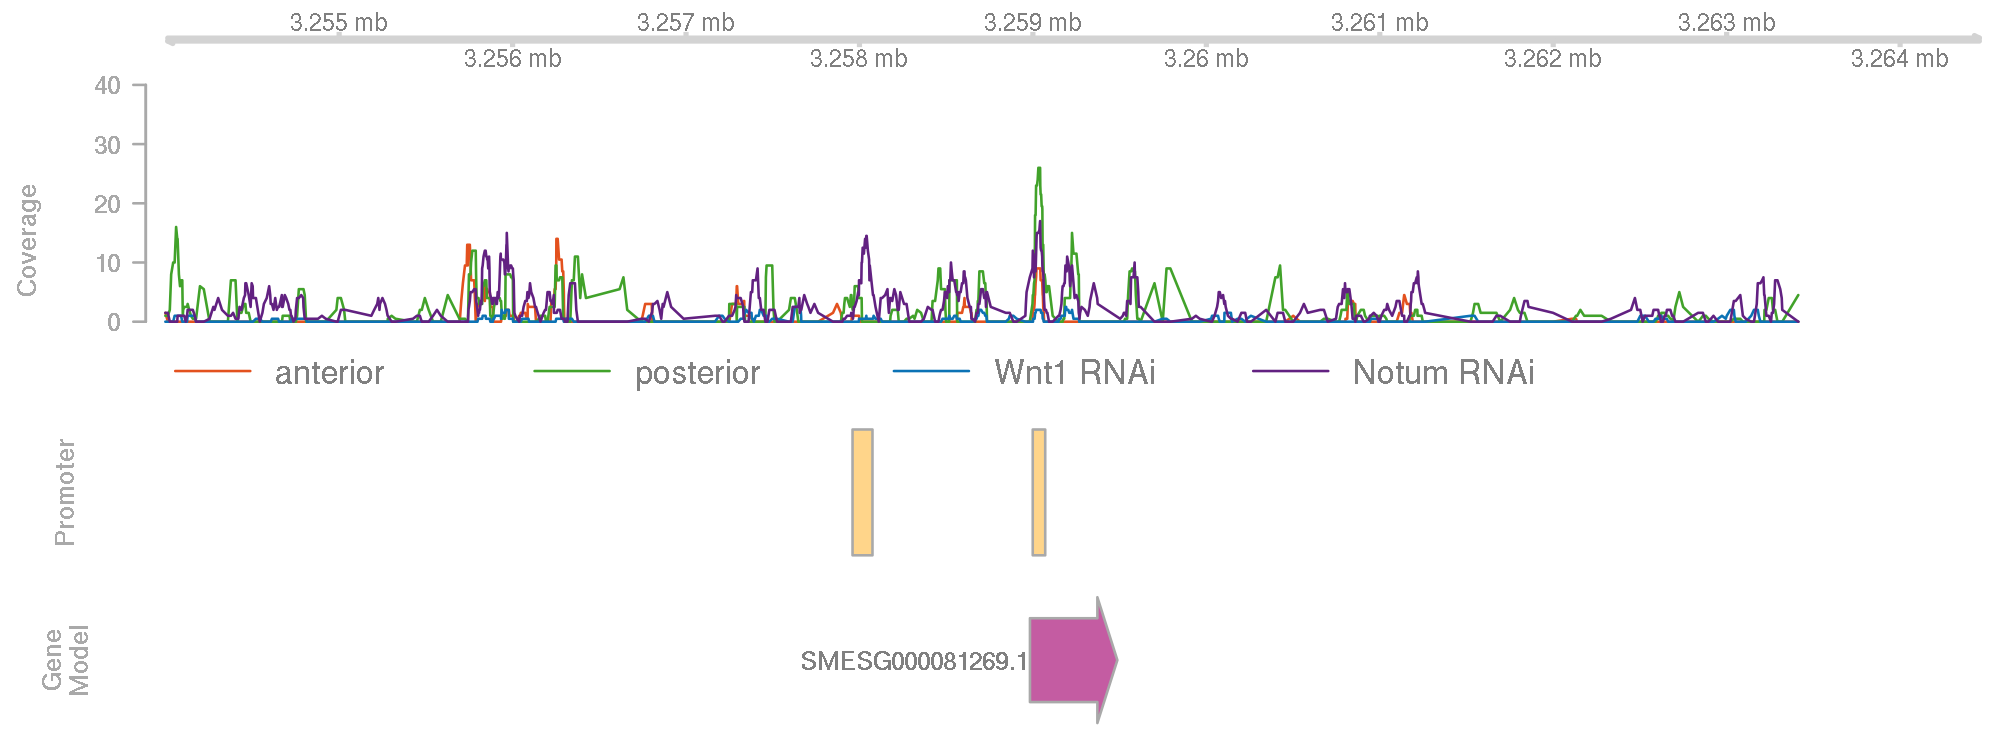 3.255 mb 3.257 mb 3.259 mb 3.261 mb 3.263 mb
3.256 mb 3.258 mb 3.26 mb 3.262 mb 3.264 mb
Coverage
40
30
20
10
0
anterior posterior Wnt1 RNAi Notum RNAi
Promoter
Gene
Model
SMESG000081269.1